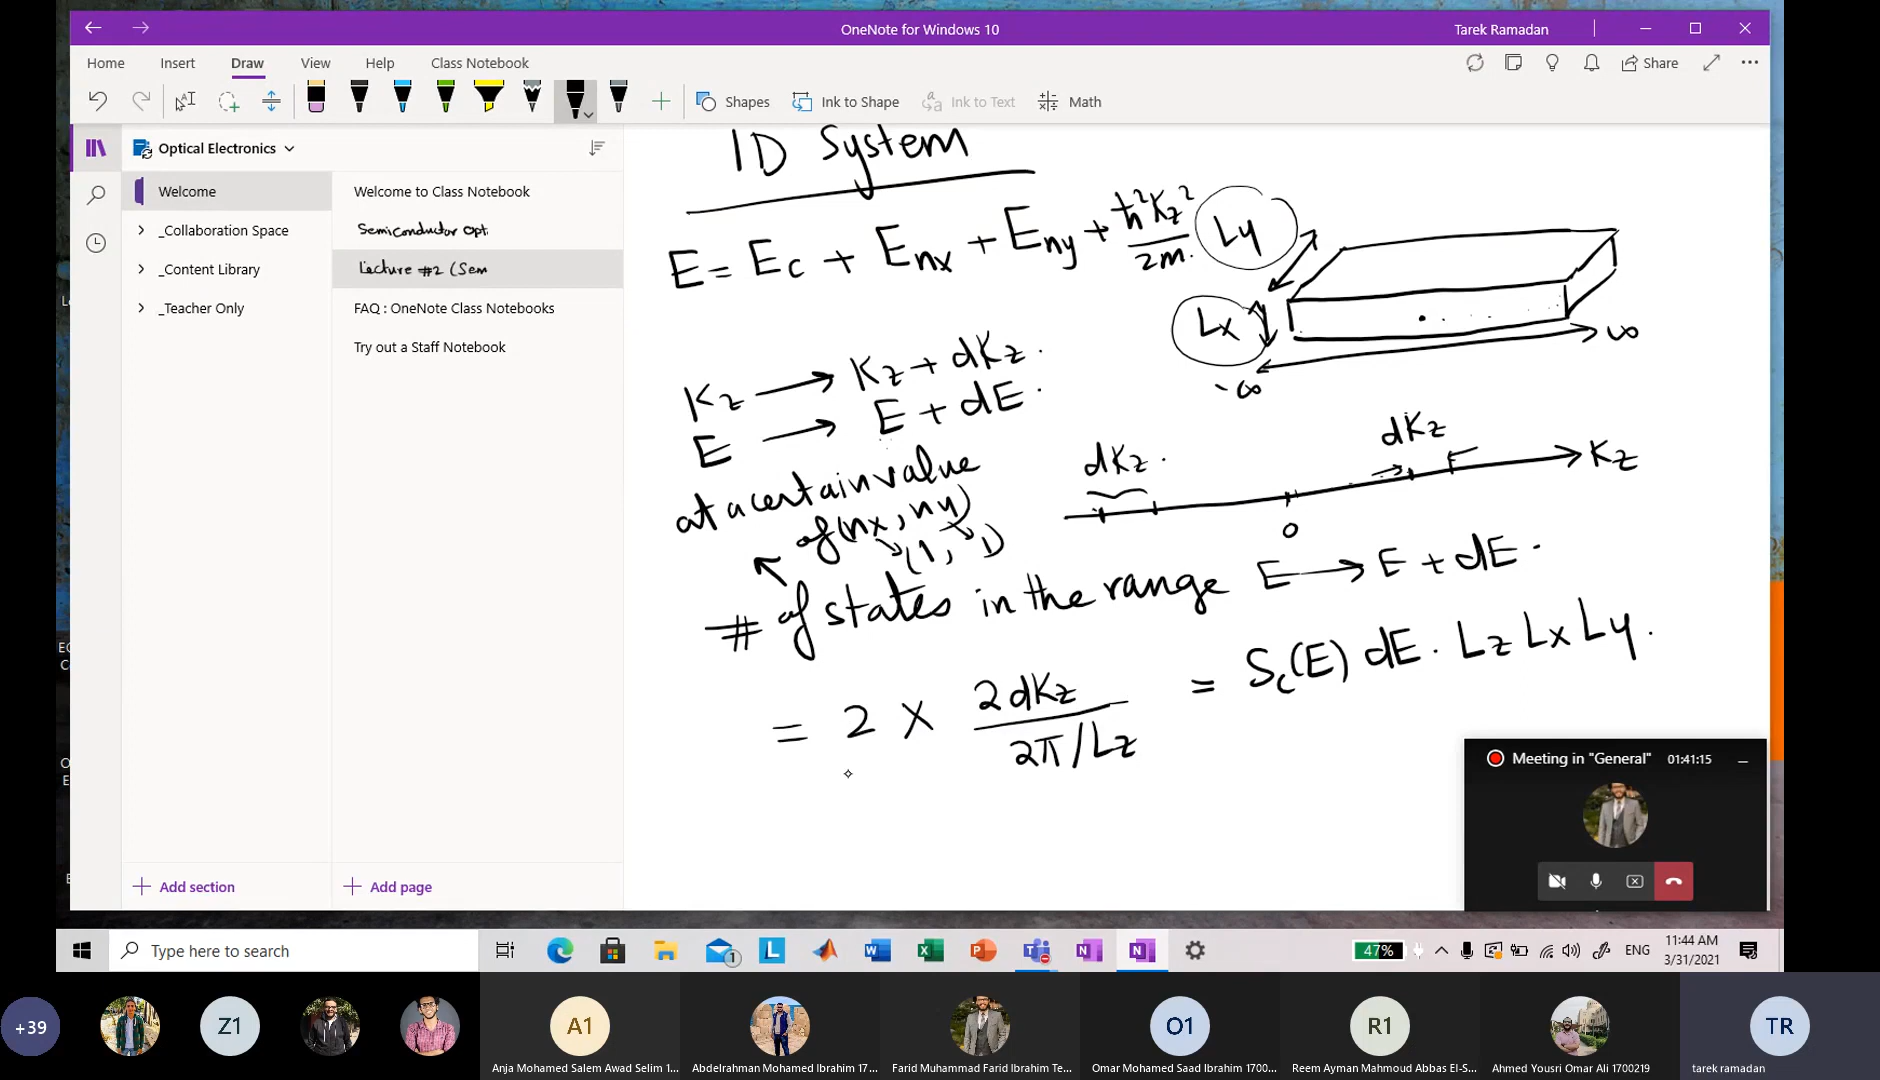 OneNote for Windows 10
Tarek Ramadan
Home Insert Draw View Help Class Notebook
Share
Shapes
Ink to Shape
Ink to Text
Math
Optical Electronics
Welcome
_Collaboration Space
_Content Library
_Teacher Only
Welcome to Class Notebook
Semiconductor Opt
Lecture #2 (Sem
FAQ : OneNote Class Notebooks
Try out a Staff Notebook
Add section
Add page
1D System
E = Ec + Enx + Eny + ħ²Kz²/2m
Ly
Lx
∞
-∞
Kz → Kz + dKz.
E → E + dE.
at a certain value
of (nx, ny)
(1, 1)
dKz.
dKz
Kz
0
# of states in the range E → E + dE.
= 2 × 2dKz / 2π/Lz = Sc(E) dE. Lz Lx Ly.
Meeting in "General" 01:41:15
Type here to search
1
47%
ENG
11:44 AM
3/31/2021
+39
Z1
A1
O1
R1
TR
Anja Mohamed Salem Awad Selim 1...
Abdelrahman Mohamed Ibrahim 17...
Farid Muhammad Farid Ibrahim Te...
Omar Mohamed Saad Ibrahim 1700...
Reem Ayman Mahmoud Abbas El-S...
Ahmed Yousri Omar Ali 1700219
tarek ramadan